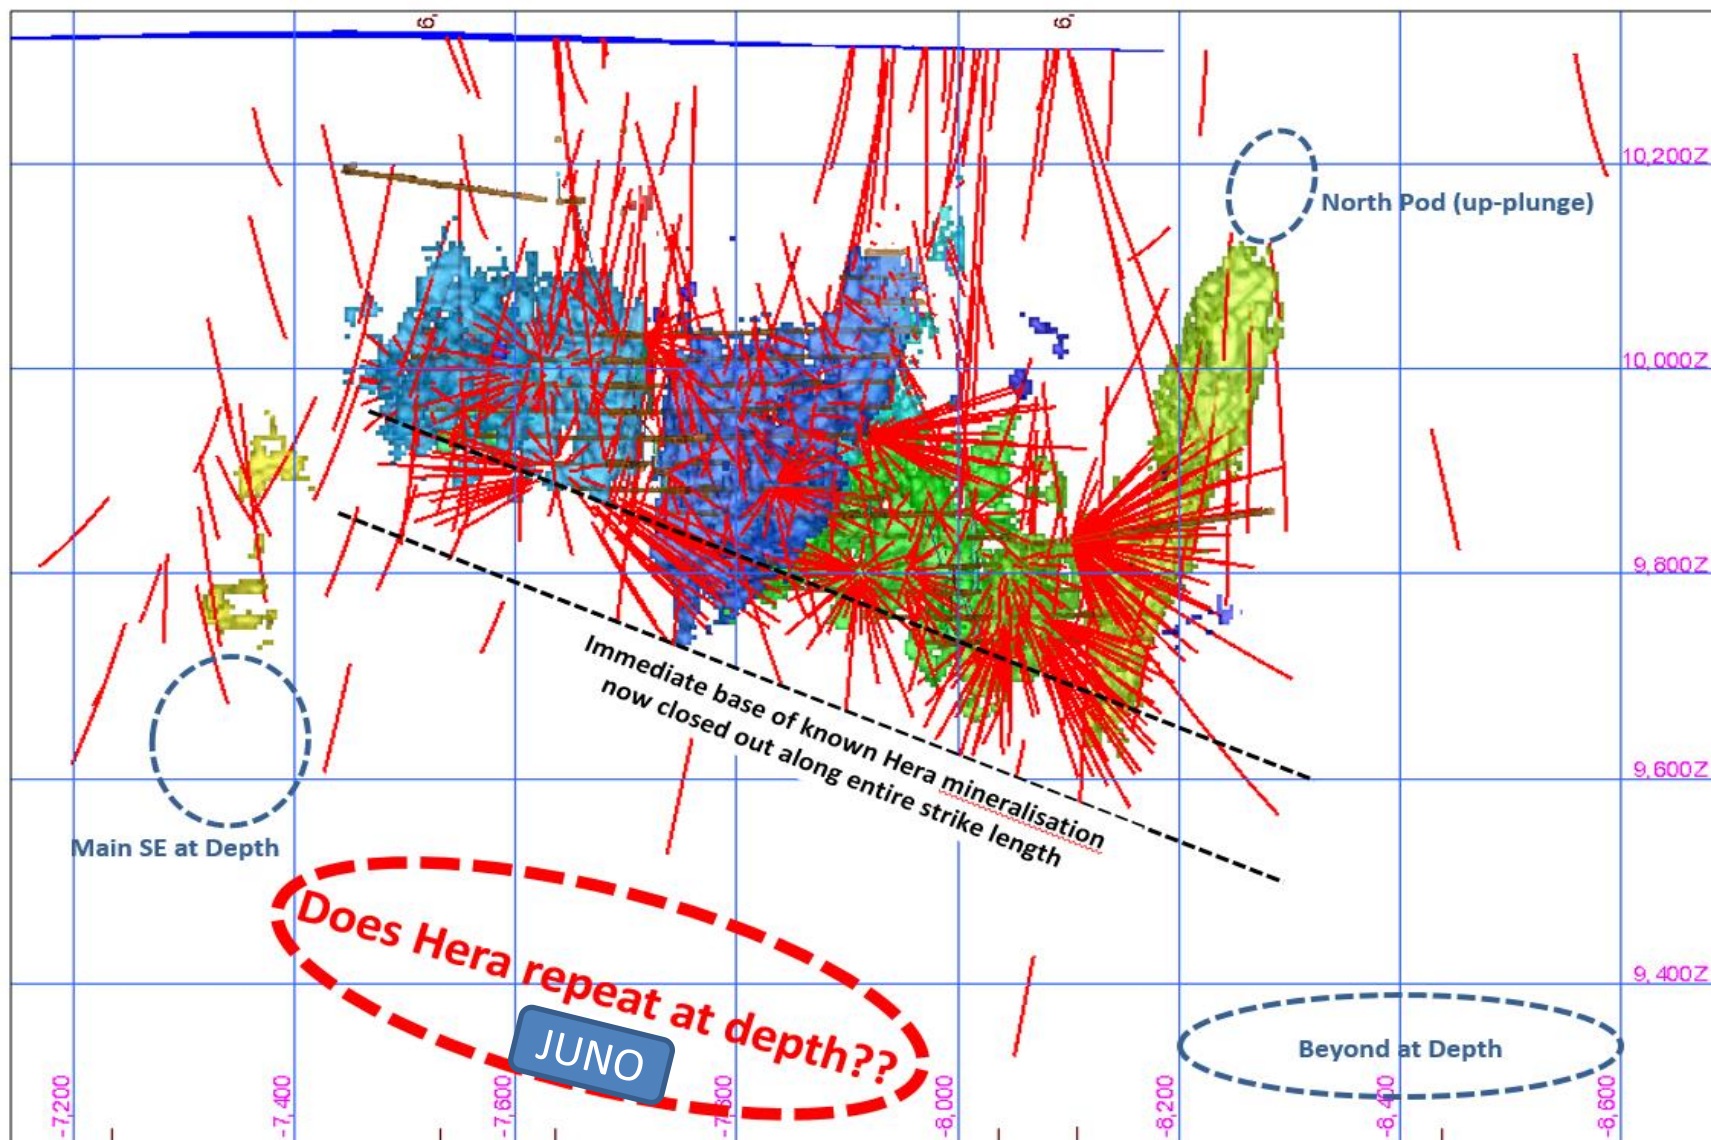 6,
6,
10,200Z
North Pod (up-plunge)
10,000Z
9,800Z
Immediate base of known Hera mineralisation
now closed out along entire strike length
9,600Z
Main SE at Depth
Does Hera repeat at depth??
JUNO
9,400Z
Beyond at Depth
-7,200
-7,400
-7,600
-7,800
-8,000
-8,200
-8,400
-8,600